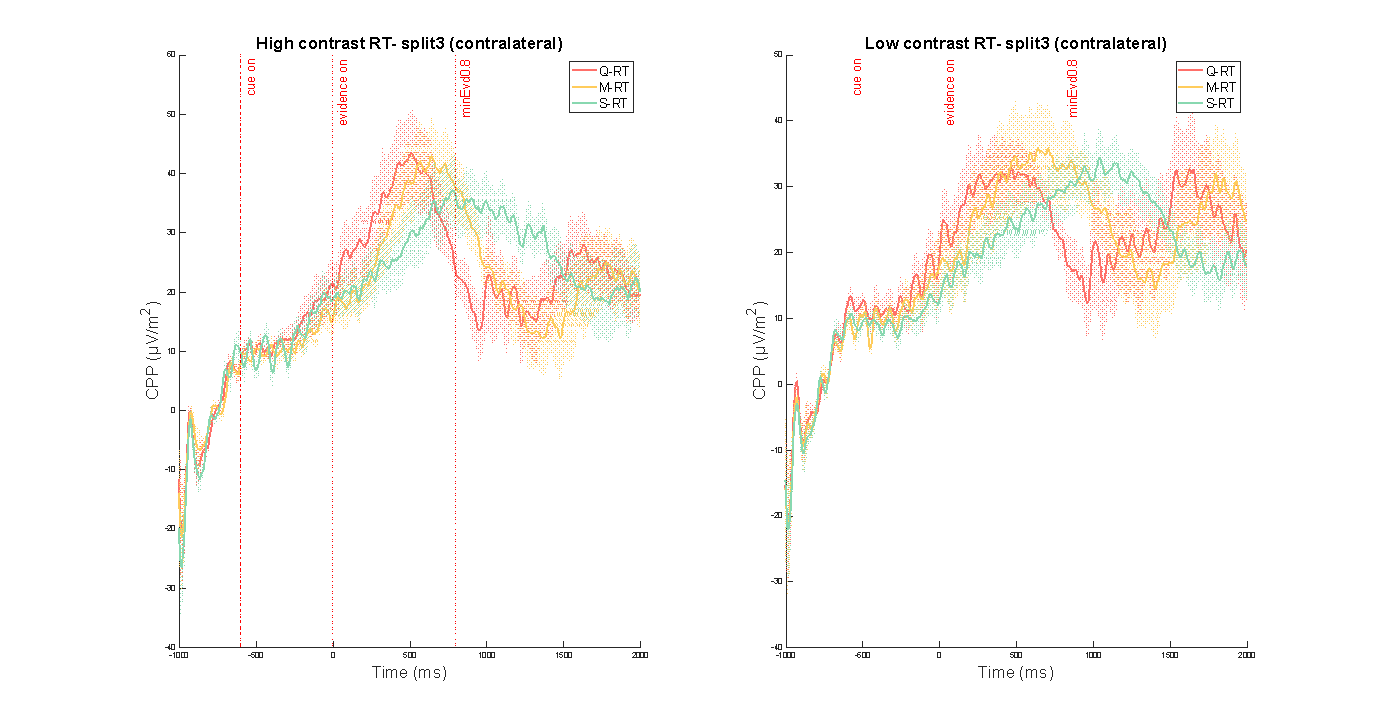 High contrast RT- split3 (contralateral)
cue on
evidence on
minEvd0.8
Q-RT
M-RT
S-RT
60
50
40
30
20
10
0
-10
-20
-30
-40
CPP (µV/m²)
-1000
-500
0
500
1000
1500
2000
Time (ms)
Low contrast RT- split3 (contralateral)
cue on
evidence on
minEvd0.8
Q-RT
M-RT
S-RT
50
40
30
20
10
0
-10
-20
-30
-40
CPP (µV/m²)
-1000
-500
0
500
1000
1500
2000
Time (ms)